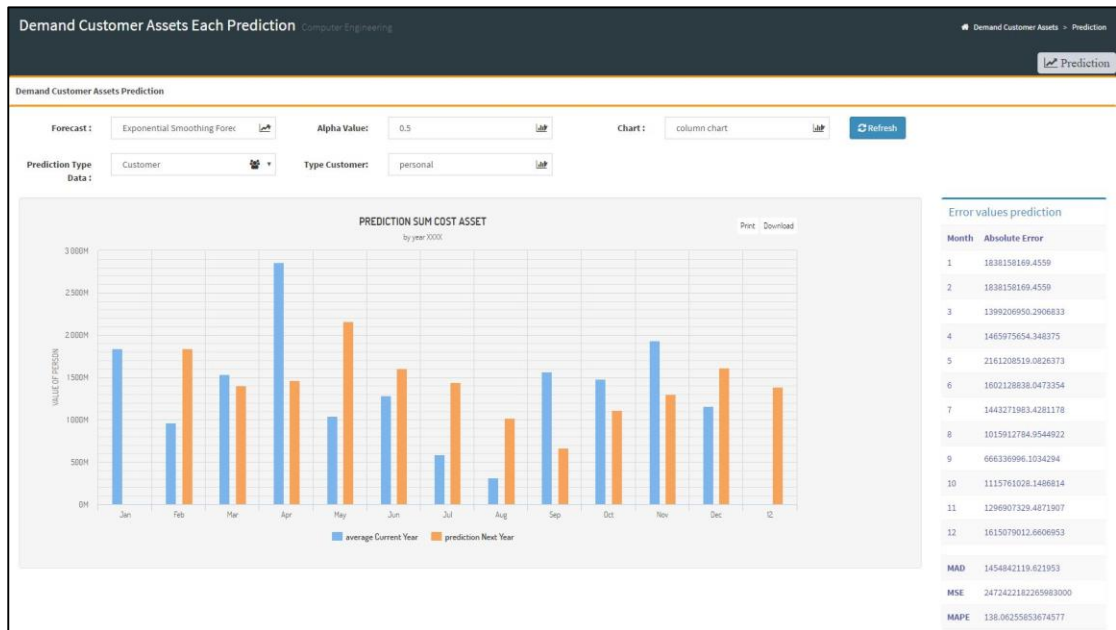 Demand Customer Assets Each Prediction Computer Engineering
Demand Customer Assets > Prediction
Prediction
Demand Customer Assets Prediction
Forecast : Exponential Smoothing Forec Alpha Value: 0.5 Chart : column chart Refresh
Prediction Type Data : Customer Type Customer: personal
PREDICTION SUM COST ASSET
by year XXXX
Print Download
VALUE OF PERSON
3 000M
2 500M
2 000M
1 500M
1 000M
500M
0M
Jan Feb Mar Apr May Jun Jul Aug Sep Oct Nov Dec 12
average Current Year prediction Next Year
Error values prediction
Month Absolute Error
1 1838158169.4559
2 1838158169.4559
3 1399206950.2906833
4 1465975654.348375
5 2161208519.0826373
6 1602128838.0473354
7 1443271983.4281178
8 1015912784.9544922
9 666336996.1034294
10 1115761028.1486814
11 1296907329.4871907
12 1615079012.6606953
MAD 1454842119.621953
MSE 2472422182265983000
MAPE 138.06255853674577